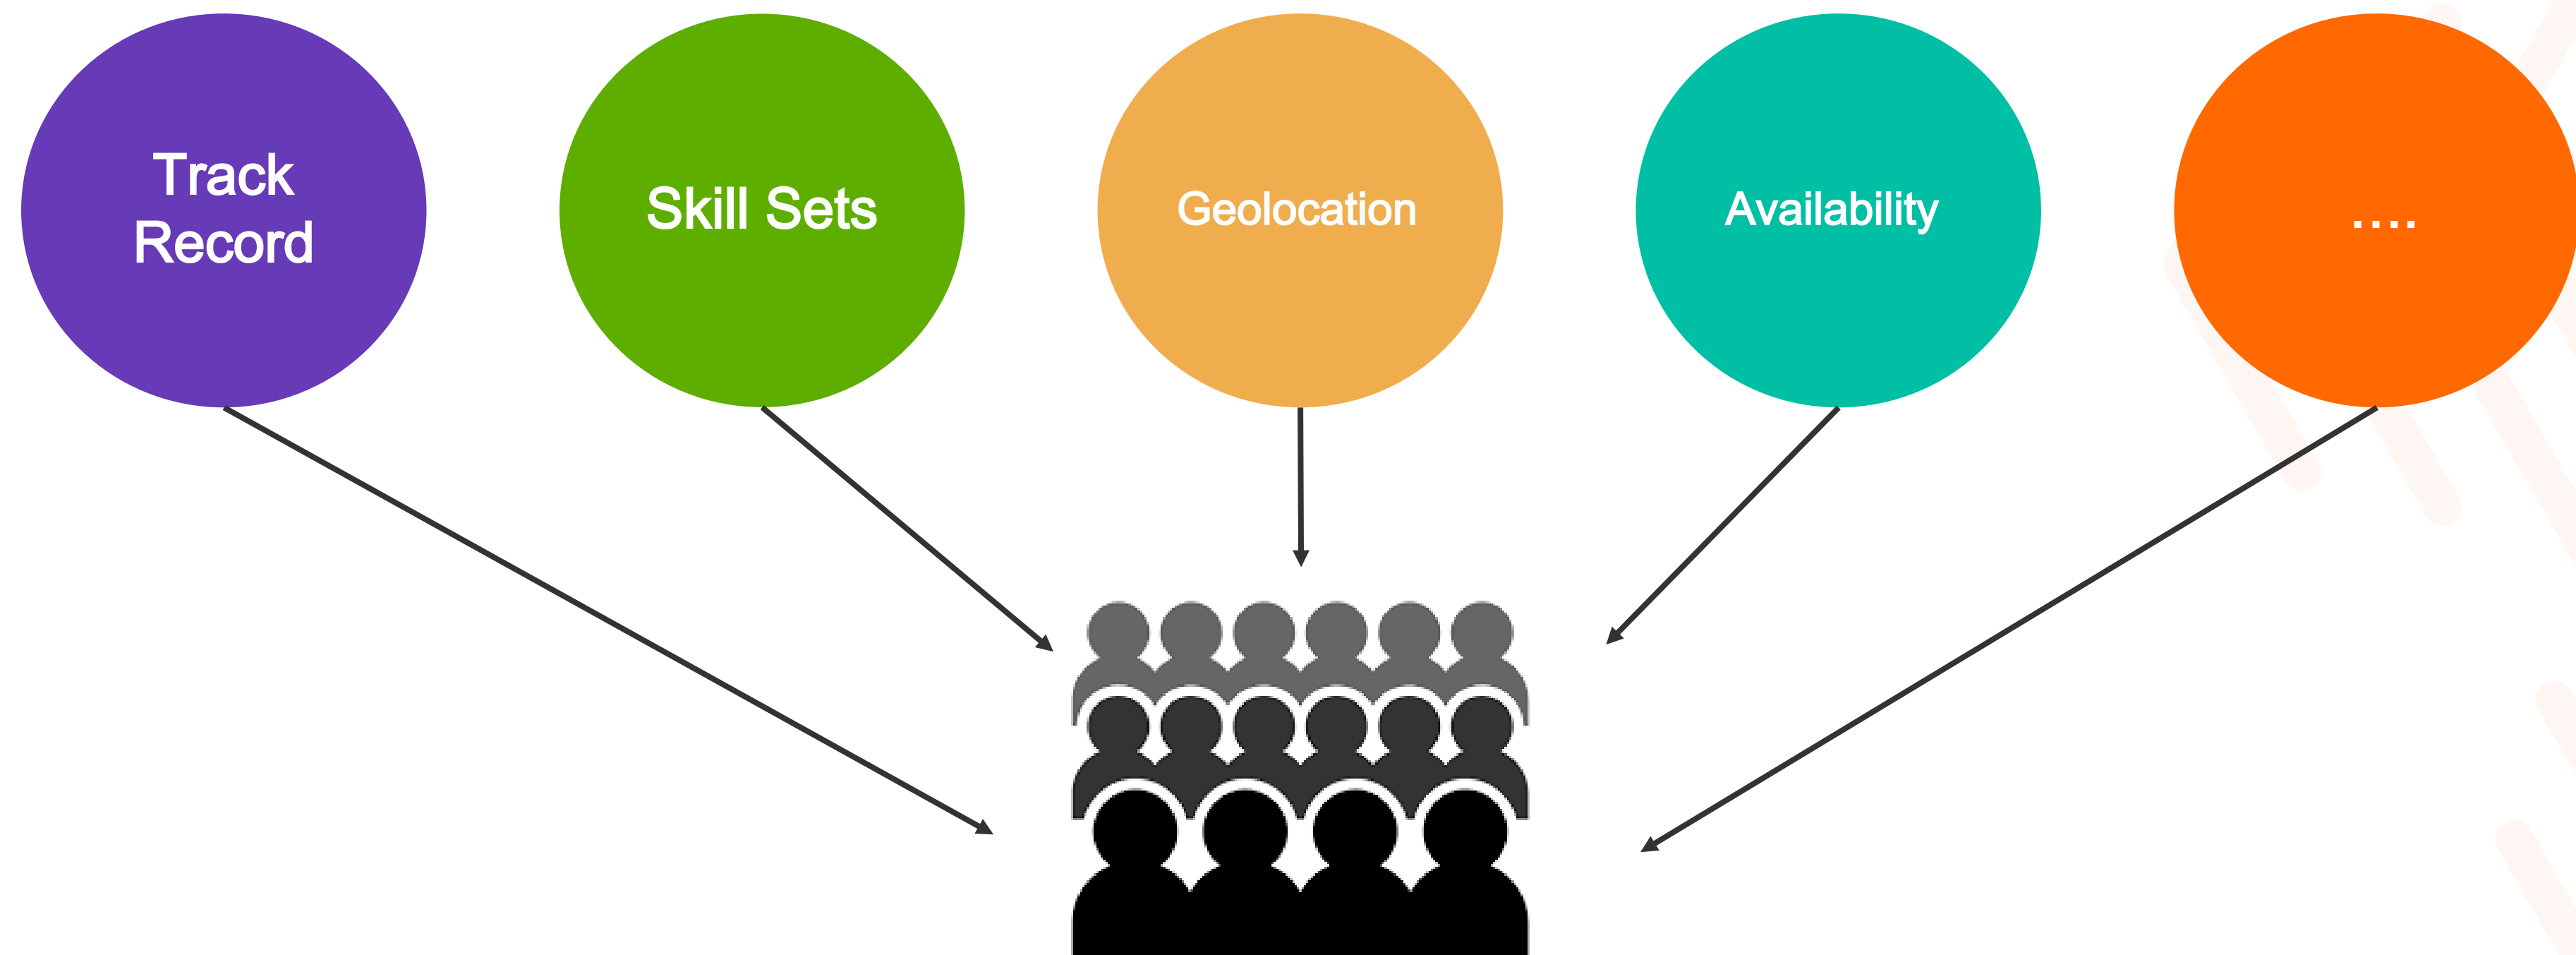 Track
Record
Skill Sets
Geolocation
Availability
....